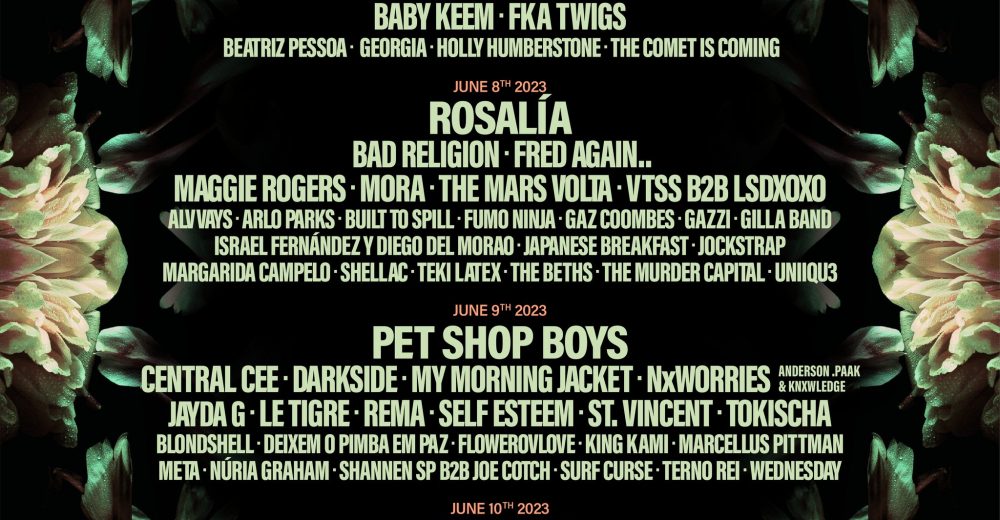 BABY KEEM · FKA TWIGS
BEATRIZ PESSOA · GEORGIA · HOLLY HUMBERSTONE · THE COMET IS COMING
JUNE 8TH 2023
ROSALÍA
BAD RELIGION · FRED AGAIN..
MAGGIE ROGERS · MORA · THE MARS VOLTA · VTSS B2B LSDXOXO
ALVVAYS · ARLO PARKS · BUILT TO SPILL · FUMO NINJA · GAZ COOMBES · GAZZI · GILLA BAND
ISRAEL FERNÁNDEZ Y DIEGO DEL MORAO · JAPANESE BREAKFAST · JOCKSTRAP
MARGARIDA CAMPELO · SHELLAC · TEKI LATEX · THE BETHS · THE MURDER CAPITAL · UNIIQU3
JUNE 9TH 2023
PET SHOP BOYS
CENTRAL CEE · DARKSIDE · MY MORNING JACKET · NxWORRIES ANDERSON .PAAK
& KNXWLEDGE
JAYDA G · LE TIGRE · REMA · SELF ESTEEM · ST. VINCENT · TOKISCHA
BLONDSHELL · DEIXEM O PIMBA EM PAZ · FLOWEROVLOVE · KING KAMI · MARCELLUS PITTMAN
META · NÚRIA GRAHAM · SHANNEN SP B2B JOE COTCH · SURF CURSE · TERNO REI · WEDNESDAY
JUNE 10TH 2023